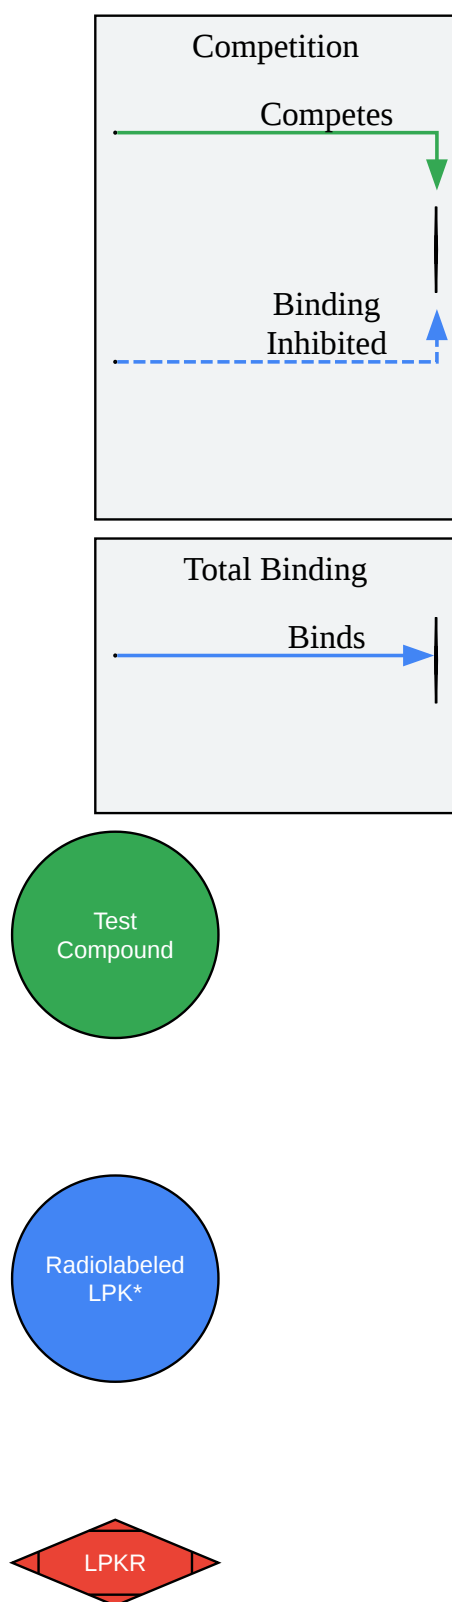 Competition
Competes
Binding
Inhibited
Total Binding
Binds
Test
Compound
Radiolabeled
LPK*
LPKR